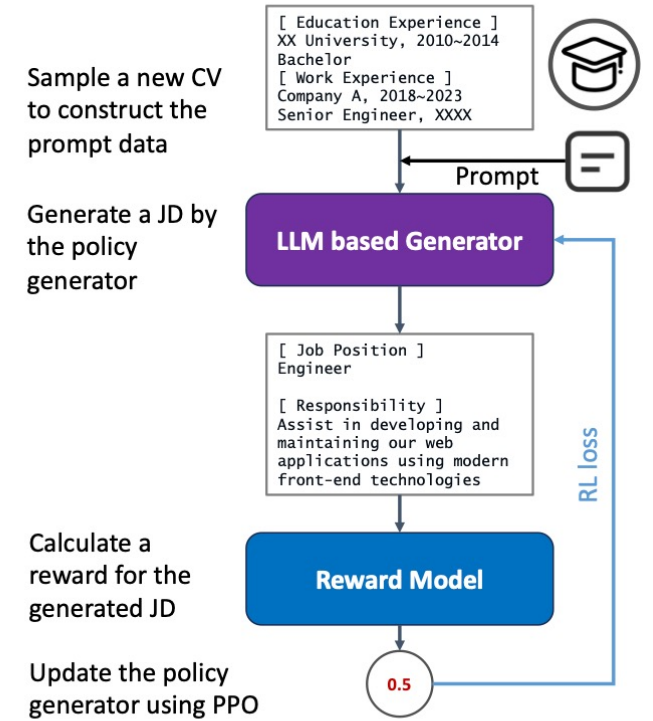 Sample a new CV
to construct the
prompt data
[ Education Experience ]
XX University, 2010~2014
Bachelor
[ Work Experience ]
Company A, 2018~2023
Senior Engineer, XXXX
Prompt
Generate a JD by
the policy
generator
LLM based Generator
[ Job Position ]
Engineer
[ Responsibility ]
Assist in developing and
maintaining our web
applications using modern
front-end technologies
RL loss
Calculate a
reward for the
generated JD
Reward Model
Update the policy
generator using PPO
0.5